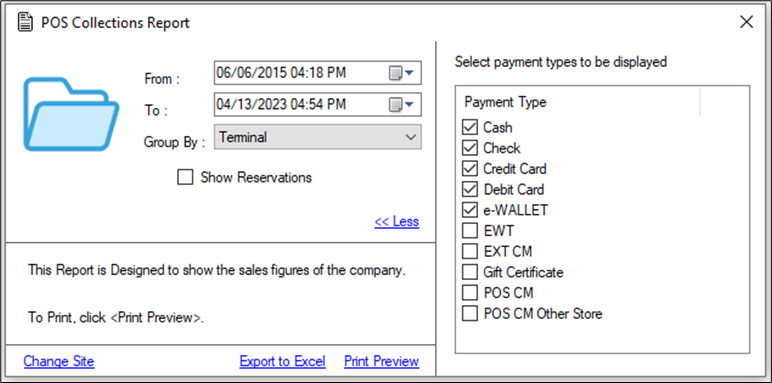 POS Collections Report
From :
06/06/2015 04:18 PM
To :
04/13/2023 04:54 PM
Group By :
Terminal
Show Reservations
<< Less
This Report is Designed to show the sales figures of the company.
To Print, click <Print Preview>.
Change Site
Export to Excel
Print Preview
Select payment types to be displayed
Payment Type
Cash
Check
Credit Card
Debit Card
e-WALLET
EWT
EXT CM
Gift Certificate
POS CM
POS CM Other Store